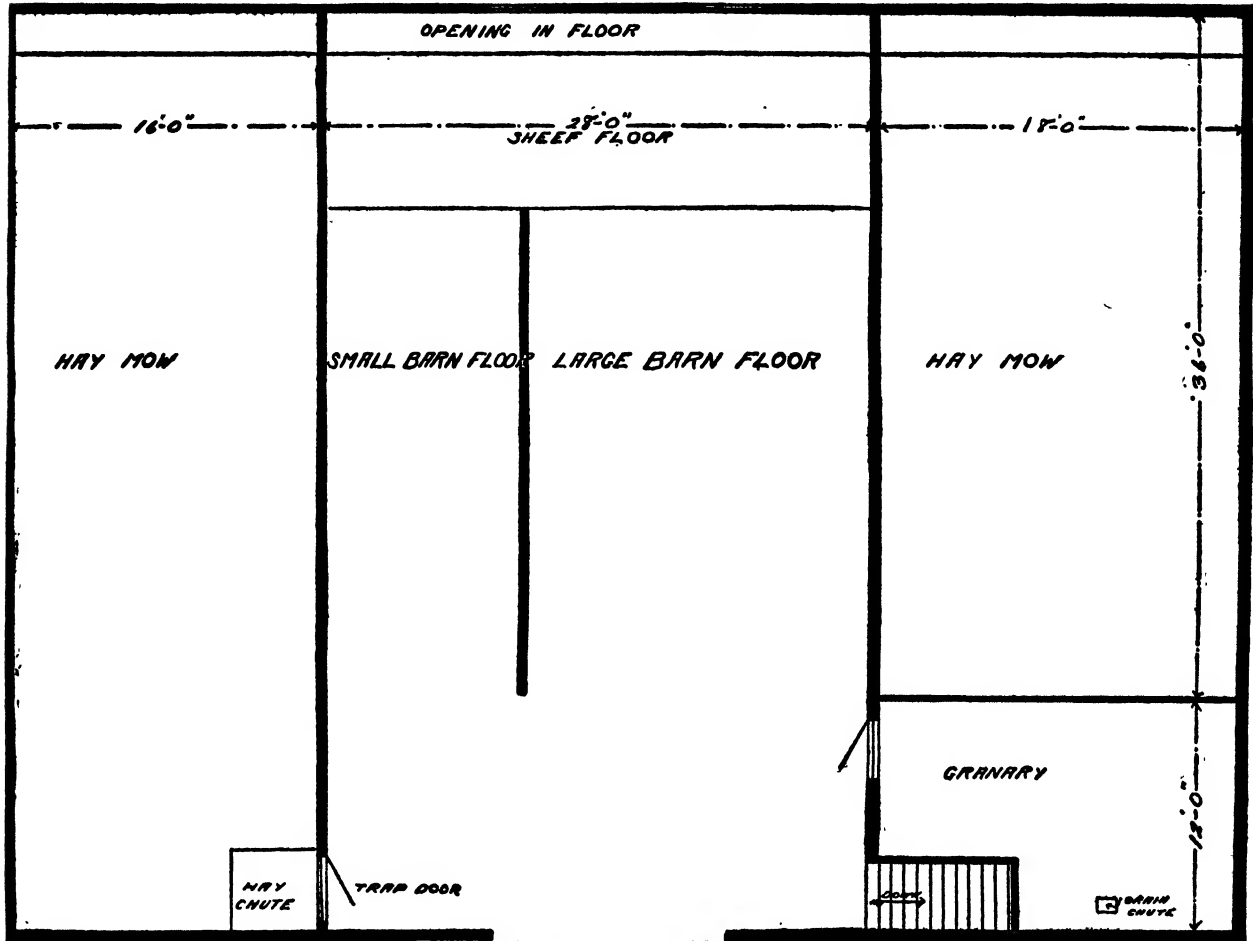 OPENING IN FLOOR
16'-0" 28'-0" 18'-0"
SHEEF FLOOR
HAY MOW SMALL BARN FLOOR LARGE BARN FLOOR HAY MOW
36'-0"
GRANARY
12'-0"
HAY CHUTE
TRAP DOOR
DOWN
GRAIN CHUTE